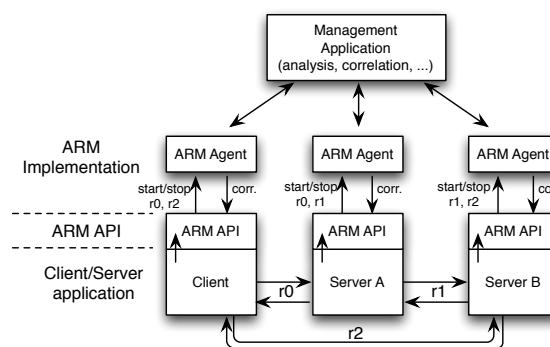 Management
Application
(analysis, correlation, ...)
ARM
Implementation
ARM Agent
ARM Agent
ARM Agent
start/stop
r0, r2
corr.
start/stop
r0, r1
corr.
start/stop
r1, r2
co
ARM API
ARM API
ARM API
ARM API
Client/Server
application
Client
r0
Server A
r1
Server B
r2